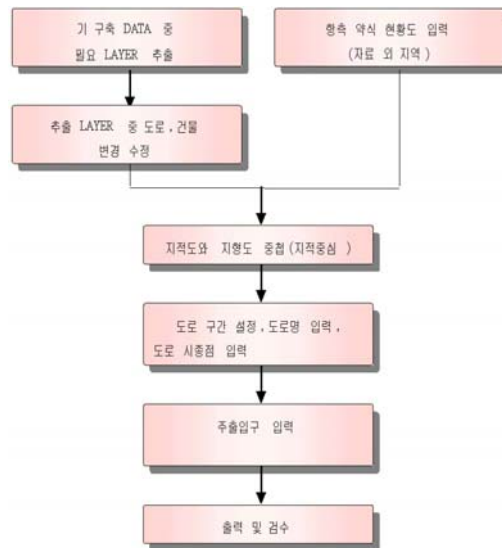 기 구축 DATA 중
필요 LAYER 추출
항측 약식 현황도 입력
(자료 외 지역)
추출 LAYER 중 도로,건물
변경 수정
지적도와 지형도 중첩(지적중심 )
도로 구간 설정,도로명 입력,
도로 시종점 입력
주출입구 입력
출력 및 검수